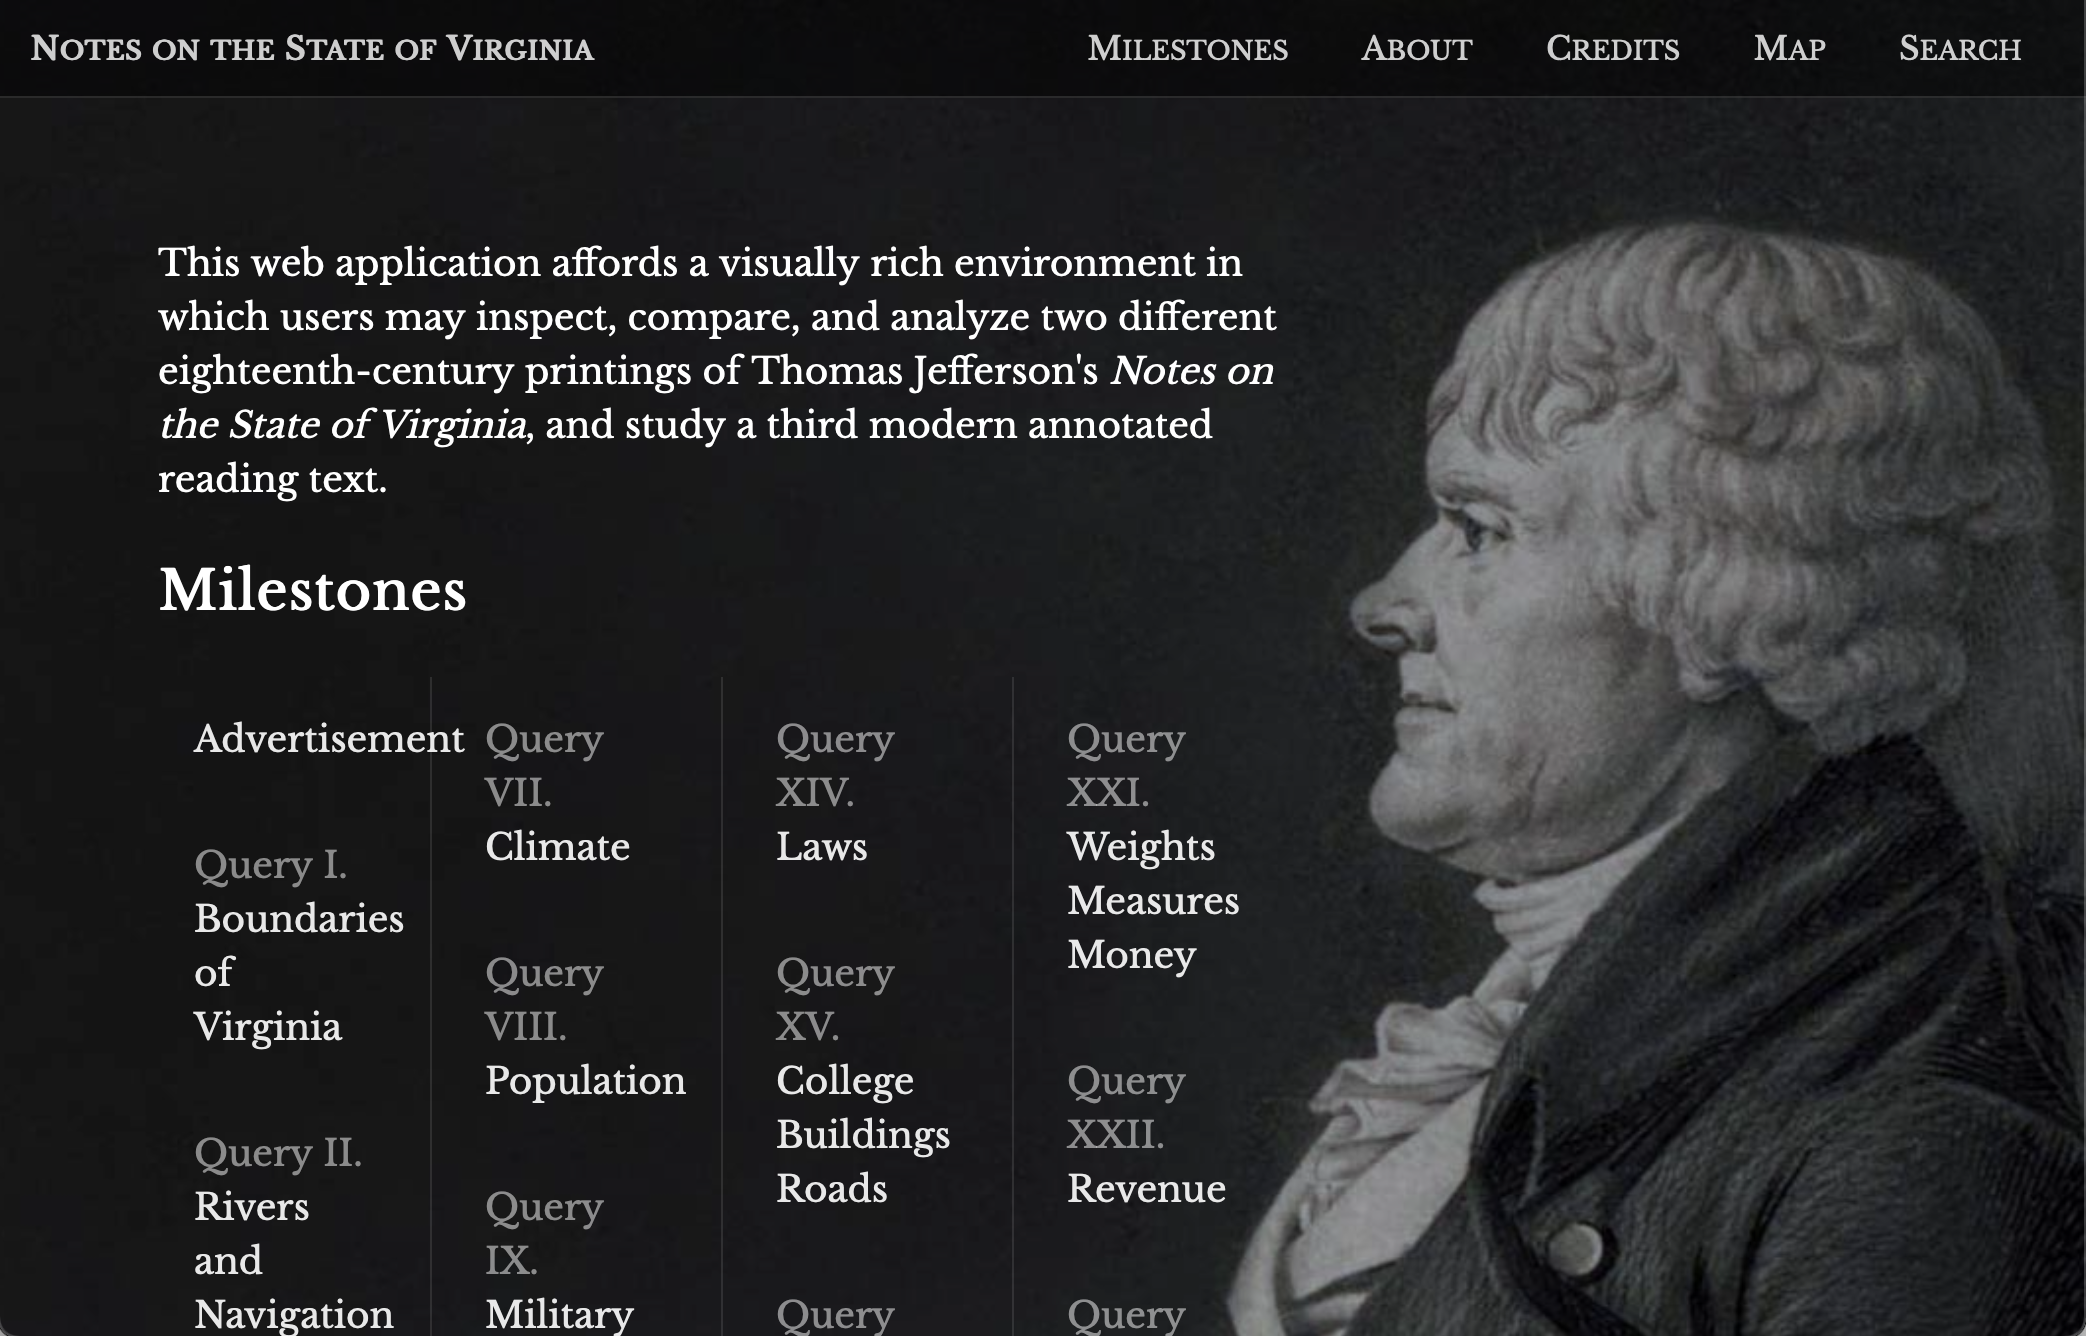 Notes on the State of Virginia
Milestones
About
Credits
Map
Search
This web application affords a visually rich environment in
which users may inspect, compare, and analyze two different
eighteenth-century printings of Thomas Jefferson's Notes on
the State of Virginia, and study a third modern annotated
reading text.
Milestones
Advertisement
Query I.
Boundaries
of
Virginia
Query II.
Rivers
and
Navigation
Query
VII.
Climate
Query
VIII.
Population
Query
IX.
Military
Query
XIV.
Laws
Query
XV.
College
Buildings
Roads
Query
Query
XXI.
Weights
Measures
Money
Query
XXII.
Revenue
Query